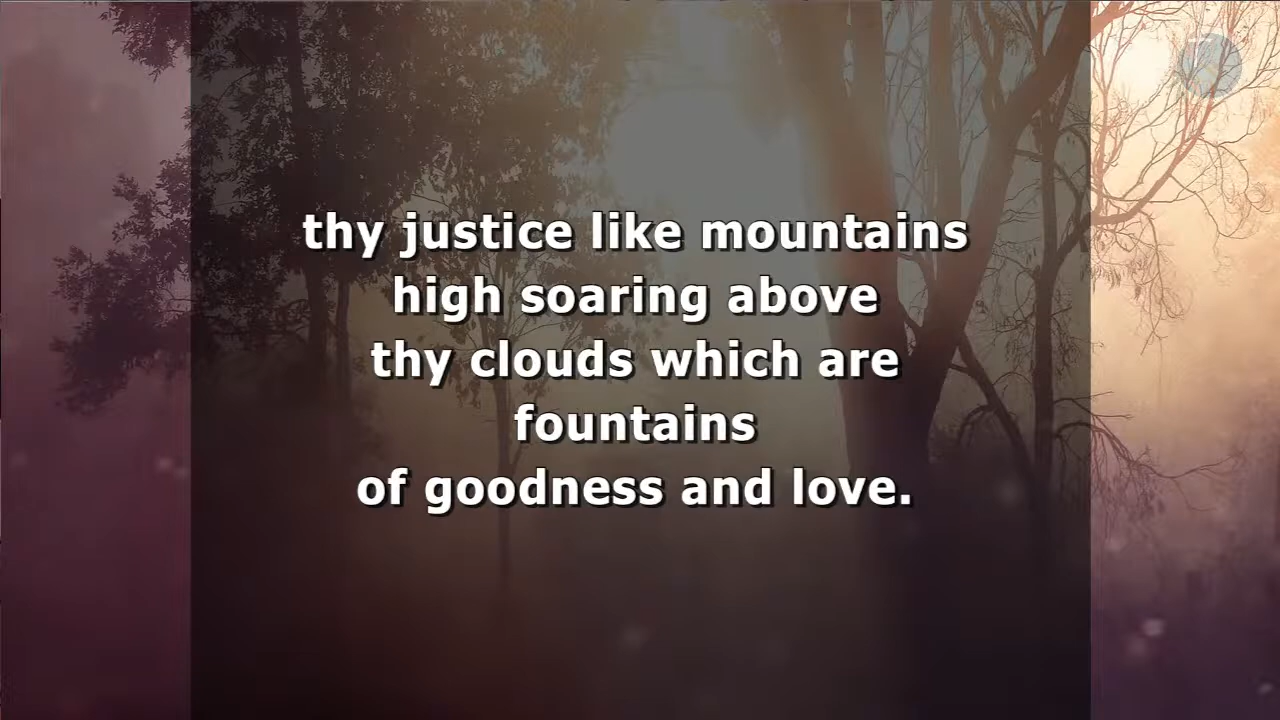 thy justice like mountains
high soaring above
thy clouds which are
fountains
of goodness and love.